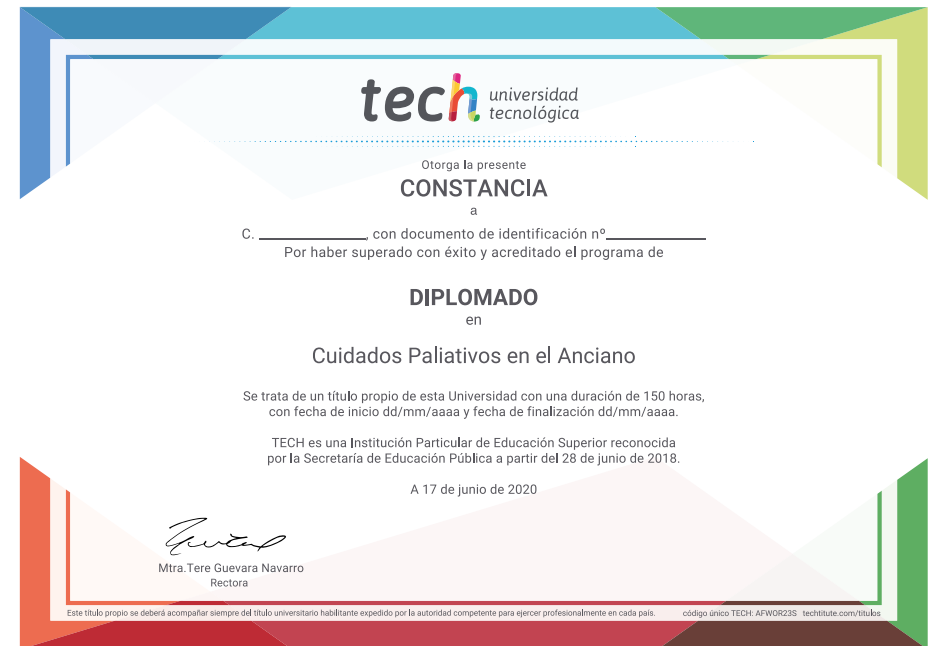 tech universidad
tecnológica
Otorga la presente
CONSTANCIA
a
C. ______________, con documento de identificación nº_____________
Por haber superado con éxito y acreditado el programa de
DIPLOMADO
en
Cuidados Paliativos en el Anciano
Se trata de un título propio de esta Universidad con una duración de 150 horas,
con fecha de inicio dd/mm/aaaa y fecha de finalización dd/mm/aaaa.
TECH es una Institución Particular de Educación Superior reconocida
por la Secretaría de Educación Pública a partir del 28 de junio de 2018.
A 17 de junio de 2020
Mtra.Tere Guevara Navarro
Rectora
Este título propio se deberá acompañar siempre del título universitario habilitante expedido por la autoridad competente para ejercer profesionalmente en cada país. código único TECH: AFWOR23S techtitute.com/titulos